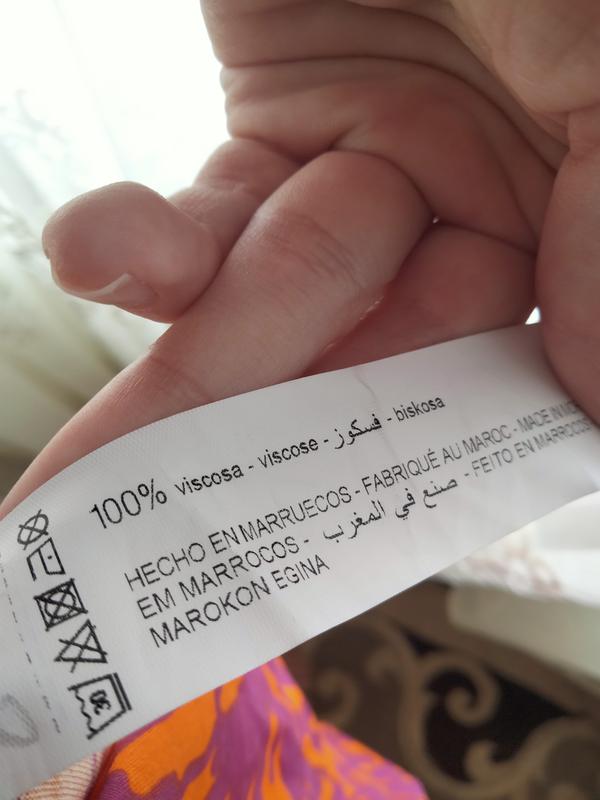 100% viscosa - viscose - فسكوز - biskosa
HECHO EN MARRUECOS - FABRIQUÉ AU MAROC - MADE IN
EM MARROCOS - صنع في المغرب - FEITO EN MARROCOS
MAROKON EGINA